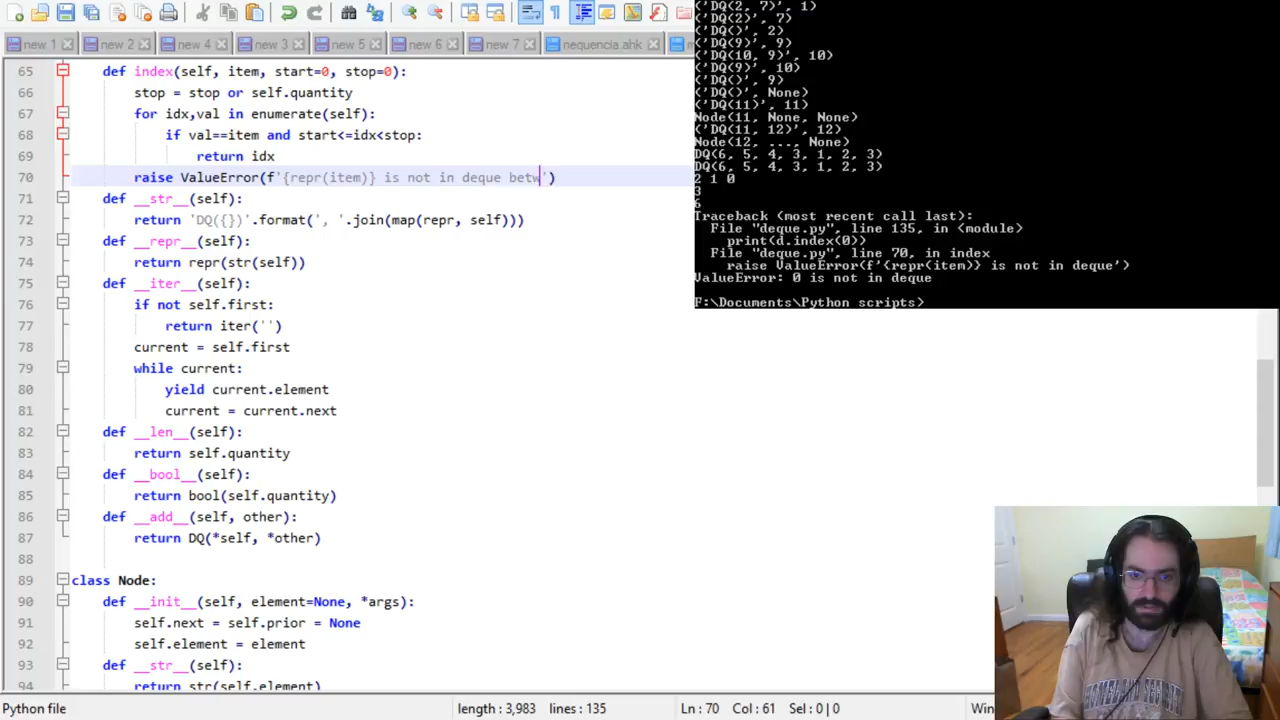 new 1
new 2
new 4
new 3
new 5
new 6
new 7
nequencia.ahk
65 def index(self, item, start=0, stop=0):
66 stop = stop or self.quantity
67 for idx,val in enumerate(self):
68 if val==item and start<=idx<stop:
69 return idx
70 raise ValueError(f'{repr(item)} is not in deque betw')
71 def __str__(self):
72 return 'DQ({})'.format(', '.join(map(repr, self)))
73 def __repr__(self):
74 return repr(str(self))
75 def __iter__(self):
76 if not self.first:
77 return iter('')
78 current = self.first
79 while current:
80 yield current.element
81 current = current.next
82 def __len__(self):
83 return self.quantity
84 def __bool__(self):
85 return bool(self.quantity)
86 def __add__(self, other):
87 return DQ(*self, *other)
88
89 class Node:
90 def __init__(self, element=None, *args):
91 self.next = self.prior = None
92 self.element = element
93 def __str__(self):
94 return str(self.element)
('DQ(2, 7)', 1)
('DQ(2)', 7)
('DQ()', 2)
('DQ(9)', 9)
('DQ(10, 9)', 10)
('DQ(9)', 10)
('DQ()', 9)
('DQ()', None)
('DQ(11)', 11)
Node(11, None, None)
('DQ(11, 12)', 12)
Node(12, ..., None)
DQ(6, 5, 4, 3, 1, 2, 3)
DQ(6, 5, 4, 3, 1, 2, 3)
2 1 0
3
6
Traceback (most recent call last):
File "deque.py", line 135, in <module>
print(d.index(0))
File "deque.py", line 70, in index
raise ValueError(f'{repr(item)} is not in deque')
ValueError: 0 is not in deque
F:\Documents\Python scripts>
Python file length : 3,983 lines : 135 Ln : 70 Col : 61 Sel : 0 | 0